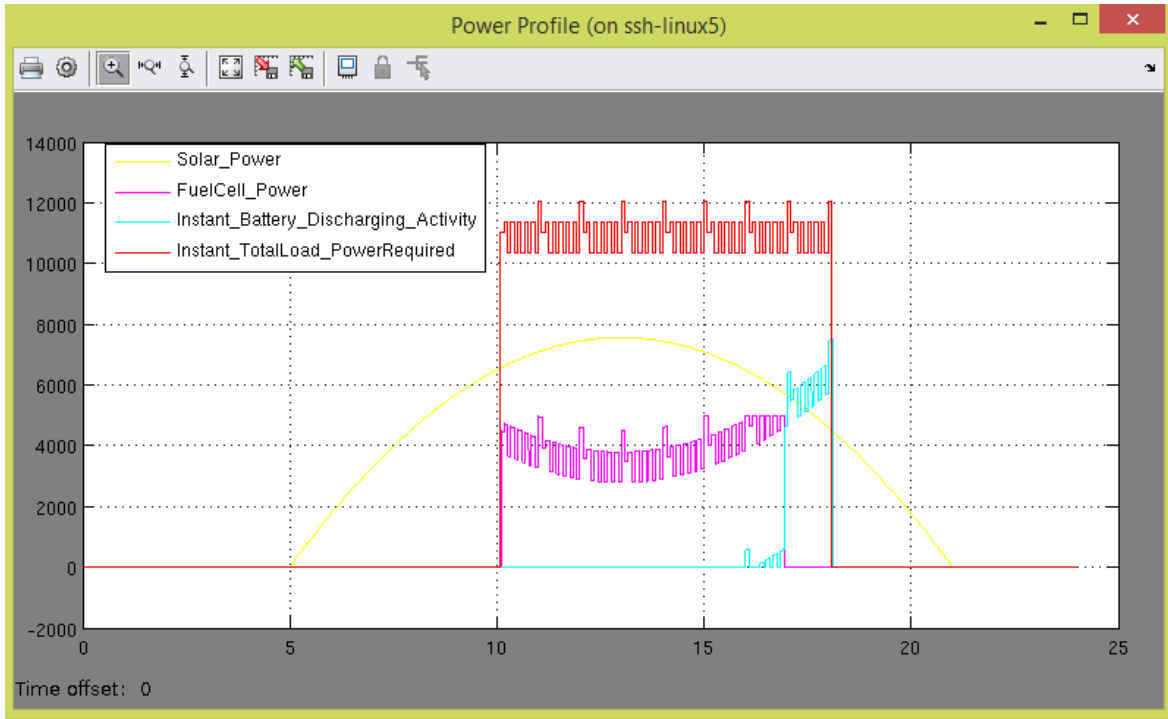 Power Profile (on ssh-linux5)
14000
12000
10000
8000
6000
4000
2000
0
-2000
Solar_Power
FuelCell_Power
Instant_Battery_Discharging_Activity
Instant_TotalLoad_PowerRequired
0 5 10 15 20 25
Time offset: 0